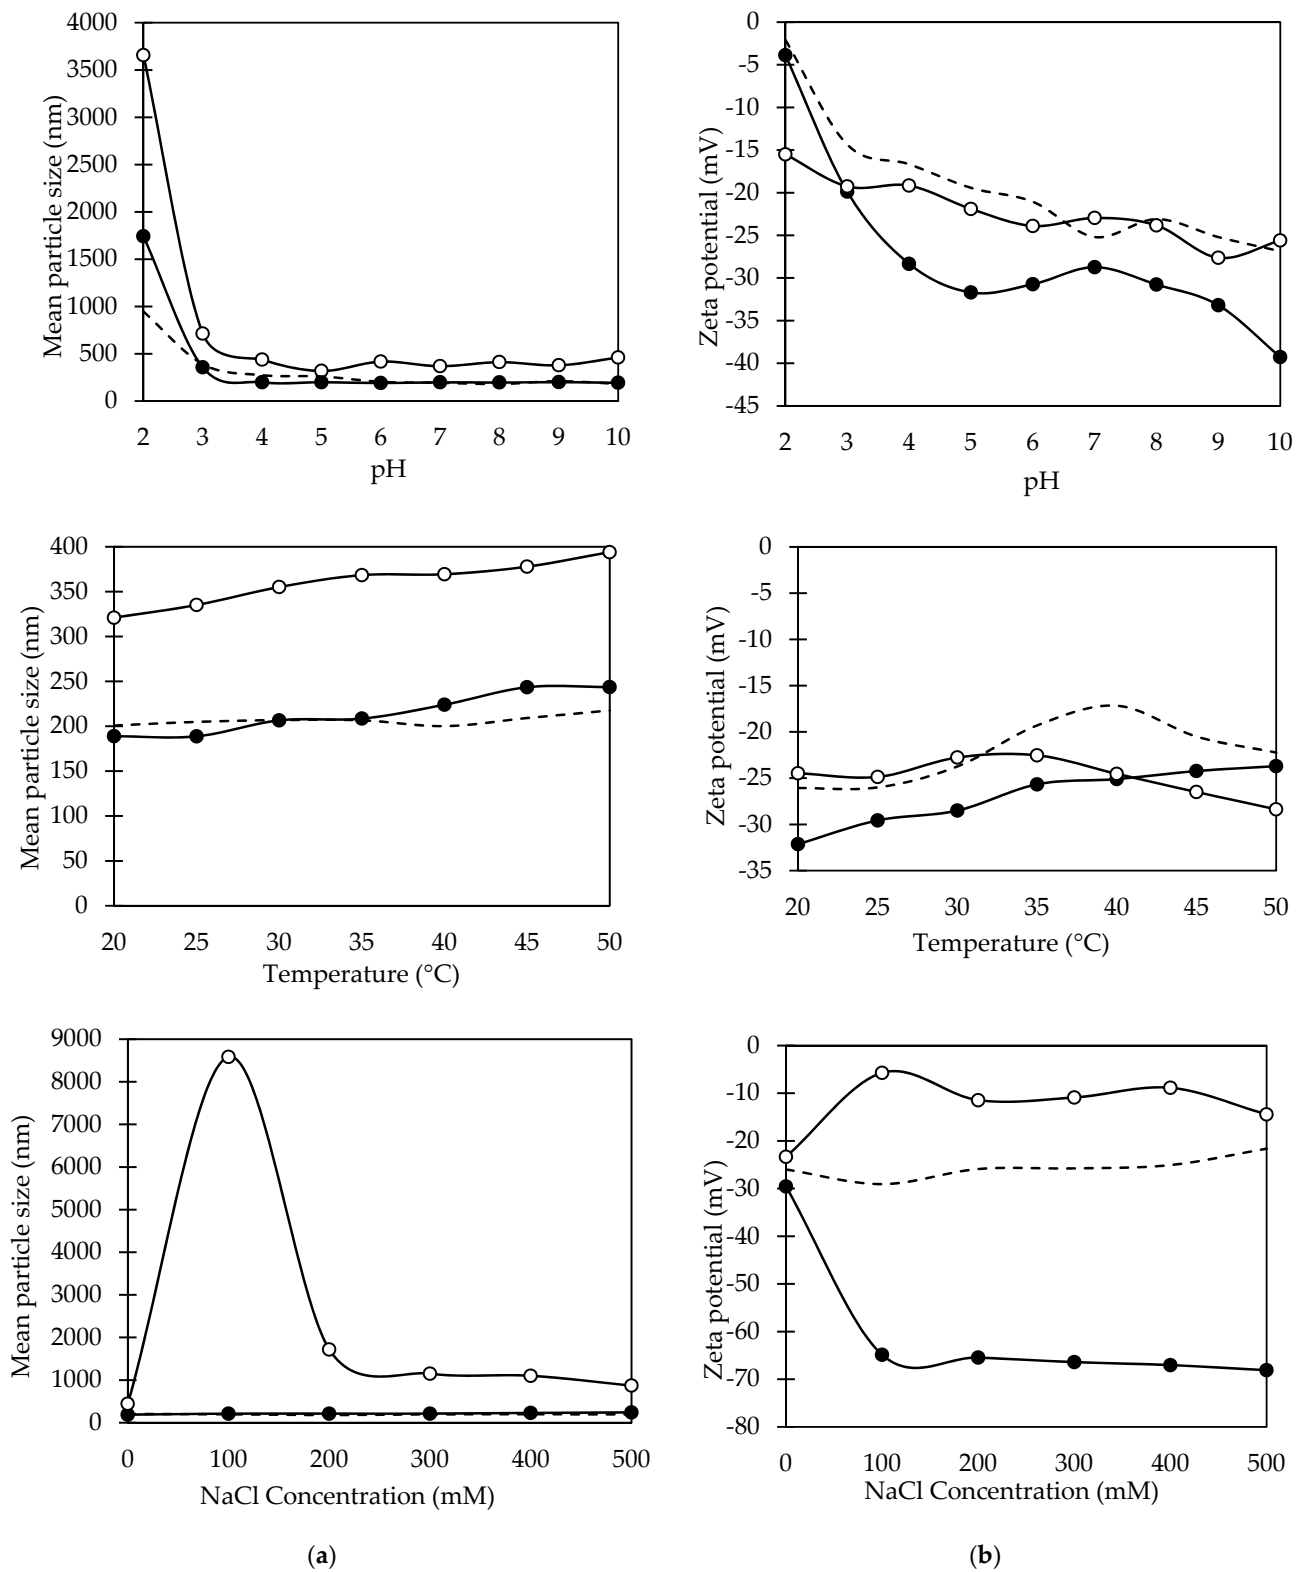 4000
3500
3000
2500
2000
1500
1000
500
0
Mean particle size (nm)
2 3 4 5 6 7 8 9 10
pH
0
-5
-10
-15
-20
-25
-30
-35
-40
-45
Zeta potential (mV)
2 3 4 5 6 7 8 9 10
pH
400
350
300
250
200
150
100
50
0
Mean particle size (nm)
20 25 30 35 40 45 50
Temperature (°C)
0
-5
-10
-15
-20
-25
-30
-35
Zeta potential (mV)
20 25 30 35 40 45 50
Temperature (°C)
9000
8000
7000
6000
5000
4000
3000
2000
1000
0
Mean particle size (nm)
0 100 200 300 400 500
NaCl Concentration (mM)
0
-10
-20
-30
-40
-50
-60
-70
-80
Zeta potential (mV)
0 100 200 300 400 500
NaCl Concentration (mM)
(a)
(b)